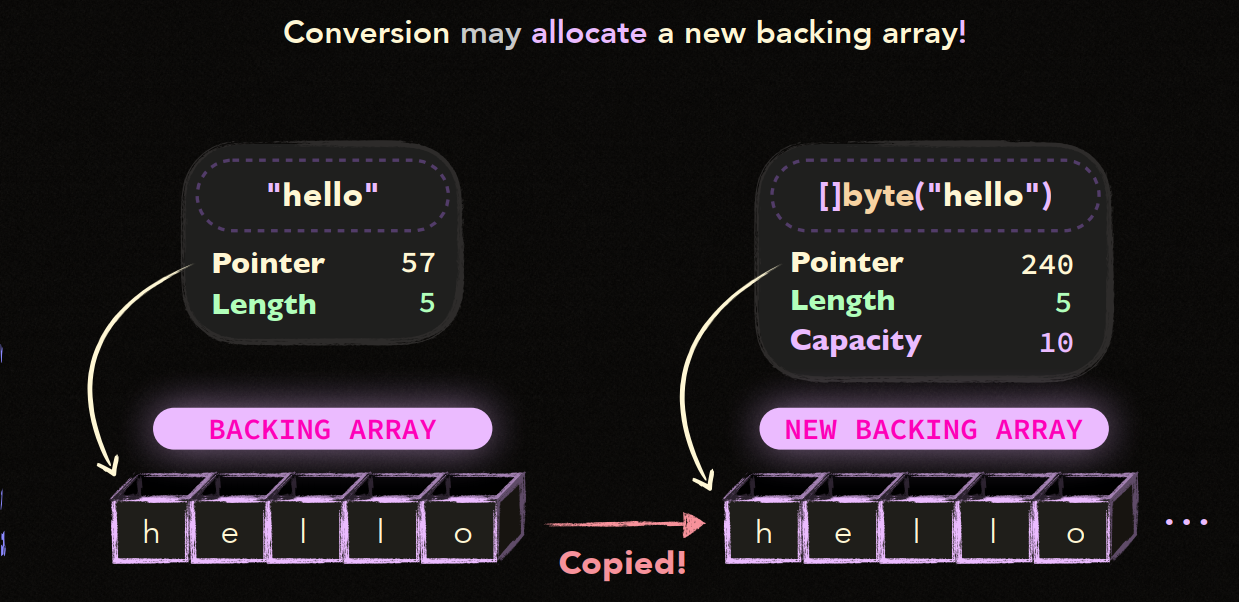 Conversion may allocate a new backing array!
"hello"
Pointer 57
Length 5
[]byte("hello")
Pointer 240
Length 5
Capacity 10
BACKING ARRAY
NEW BACKING ARRAY
h e l l o
Copied!
h e l l o ...